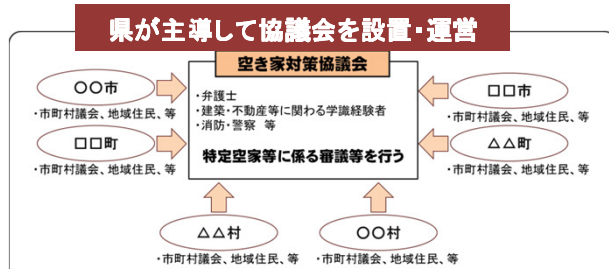 県が主導して協議会を設置・運営
空き家対策協議会
・弁護士
・建築・不動産等に関わる学識経験者
・消防・警察 等
特定空家等に係る審議等を行う
〇〇市
・市町村議会、地域住民、等
□□町
・市町村議会、地域住民、等
□□市
・市町村議会、地域住民、等
△△町
・市町村議会、地域住民、等
△△村
・市町村議会、地域住民、等
〇〇村
・市町村議会、地域住民、等